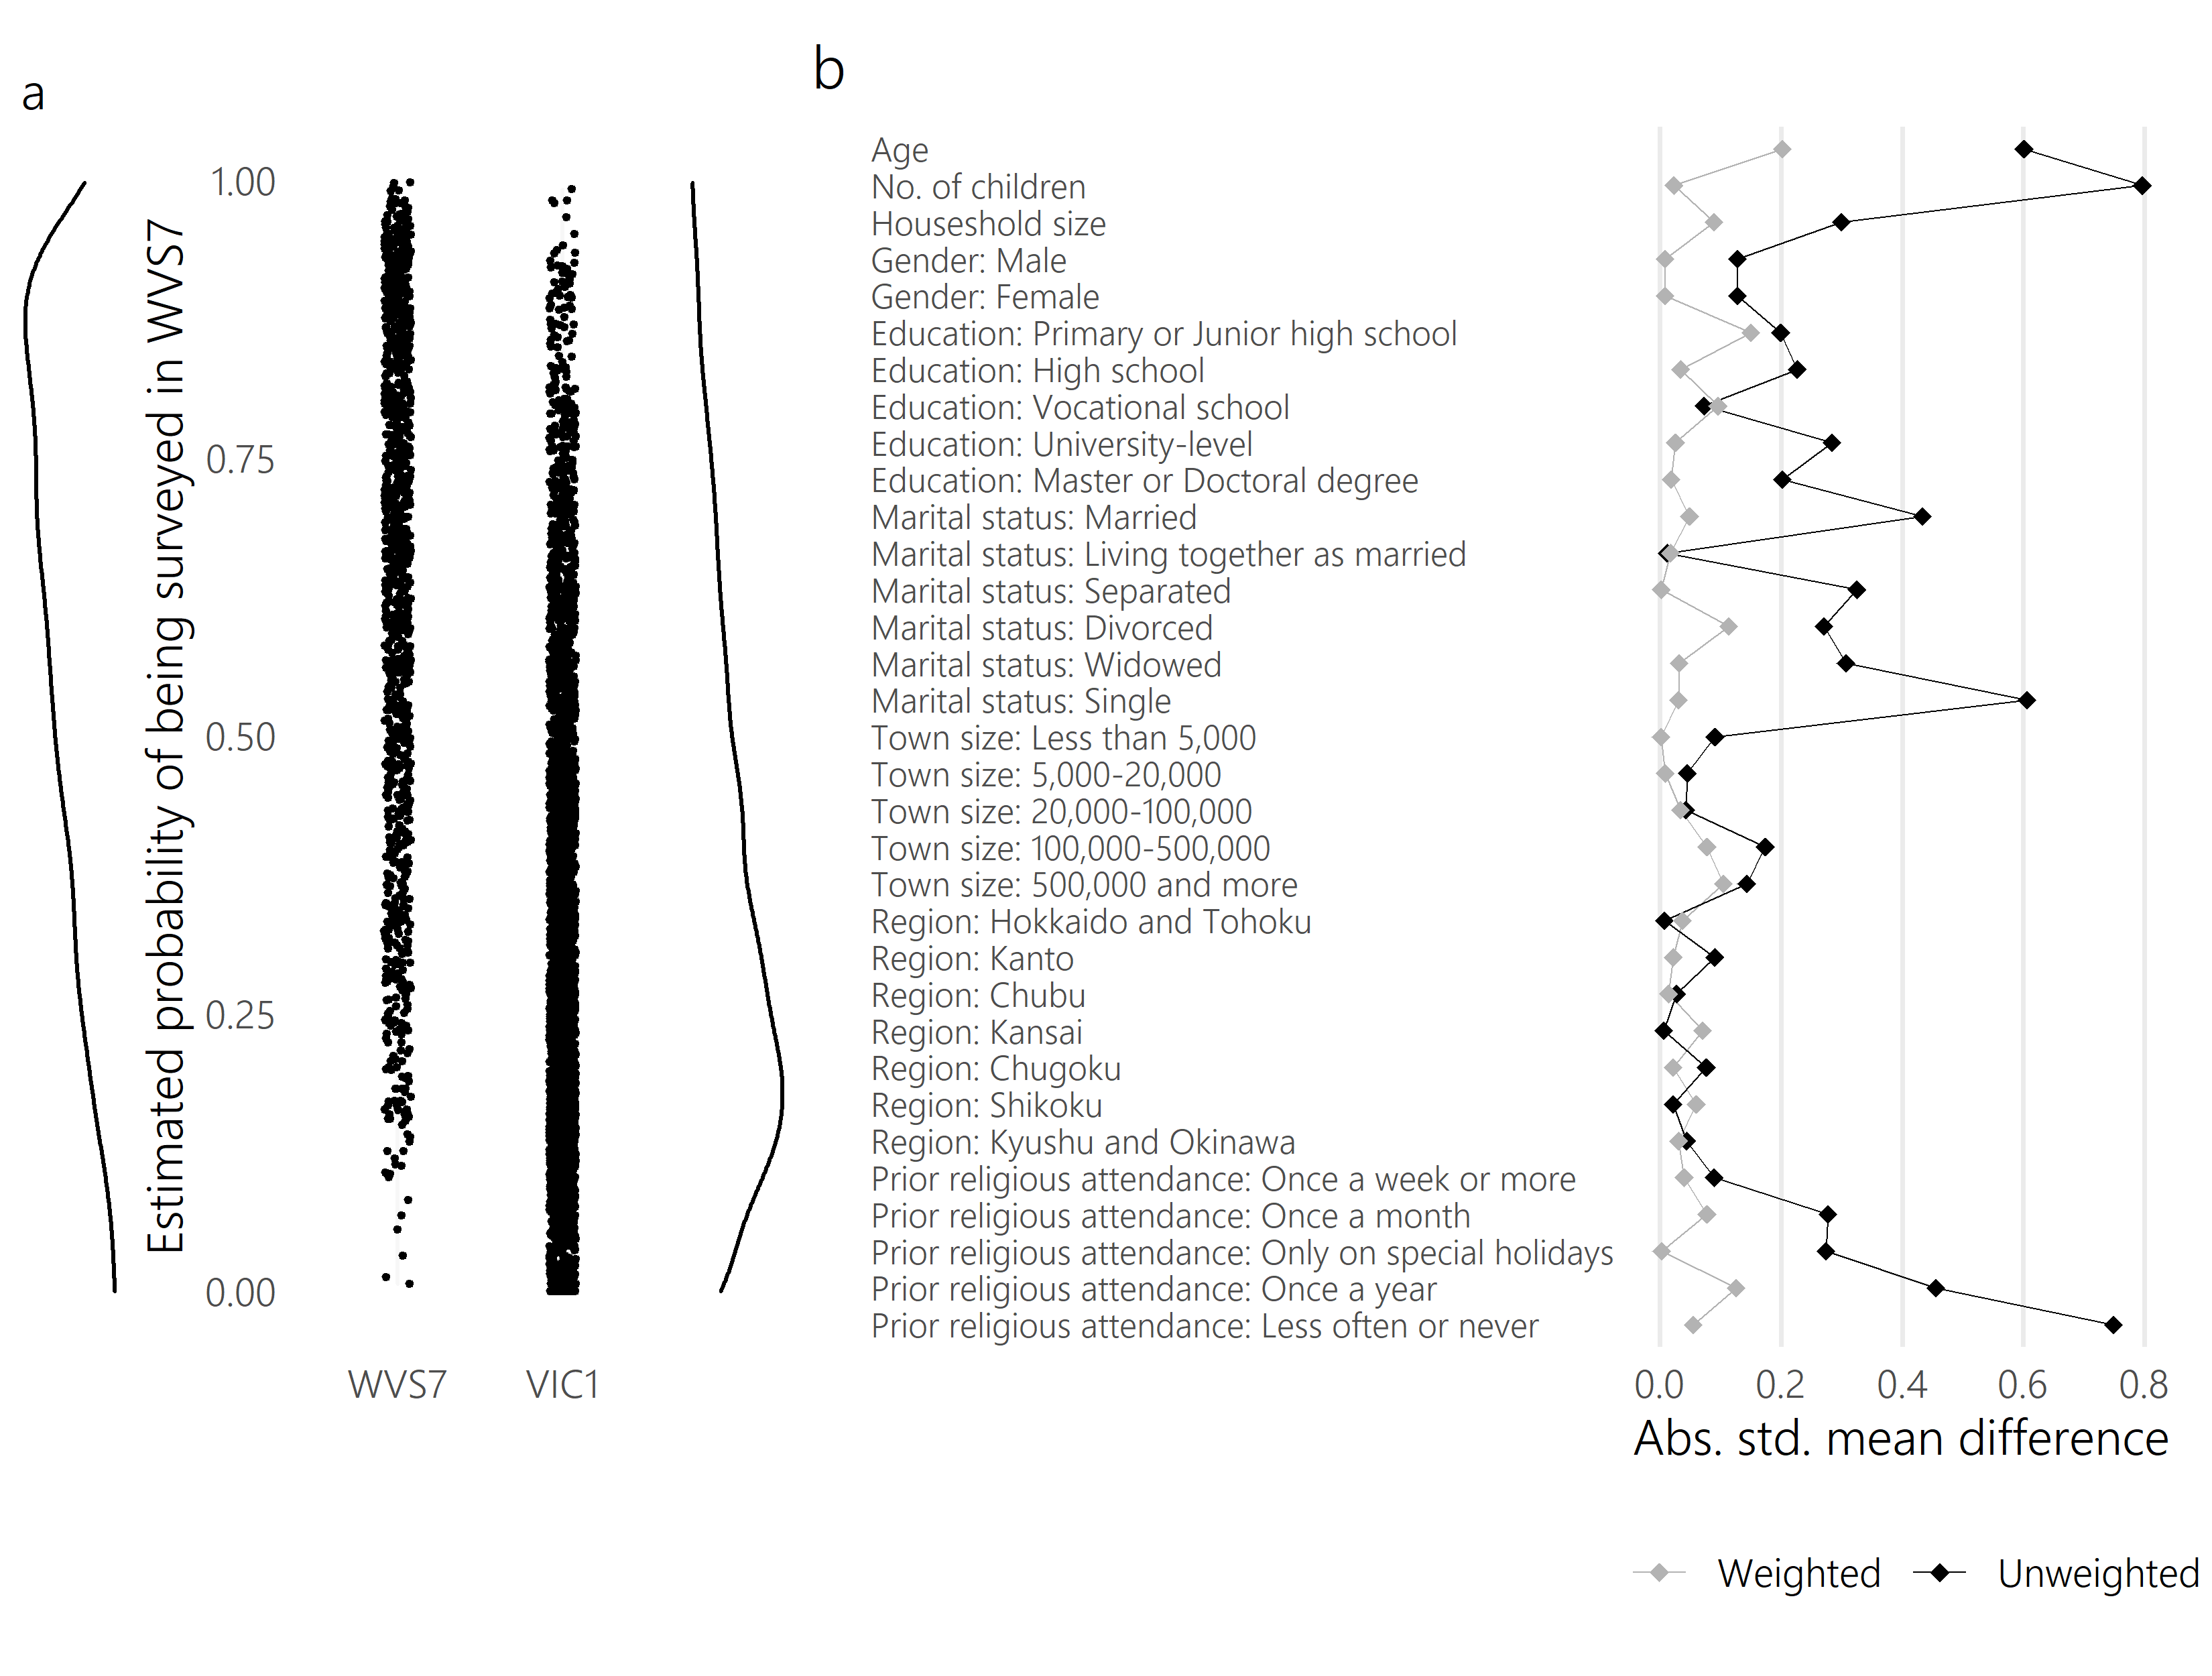 a
Estimated probability of being surveyed in WVS7
1.00
0.75
0.50
0.25
0.00
WVS7
VIC1
b
Age
No. of children
Houseshold size
Gender: Male
Gender: Female
Education: Primary or Junior high school
Education: High school
Education: Vocational school
Education: University-level
Education: Master or Doctoral degree
Marital status: Married
Marital status: Living together as married
Marital status: Separated
Marital status: Divorced
Marital status: Widowed
Marital status: Single
Town size: Less than 5,000
Town size: 5,000-20,000
Town size: 20,000-100,000
Town size: 100,000-500,000
Town size: 500,000 and more
Region: Hokkaido and Tohoku
Region: Kanto
Region: Chubu
Region: Kansai
Region: Chugoku
Region: Shikoku
Region: Kyushu and Okinawa
Prior religious attendance: Once a week or more
Prior religious attendance: Once a month
Prior religious attendance: Only on special holidays
Prior religious attendance: Once a year
Prior religious attendance: Less often or never
0.0 0.2 0.4 0.6 0.8
Abs. std. mean difference
Weighted Unweighted